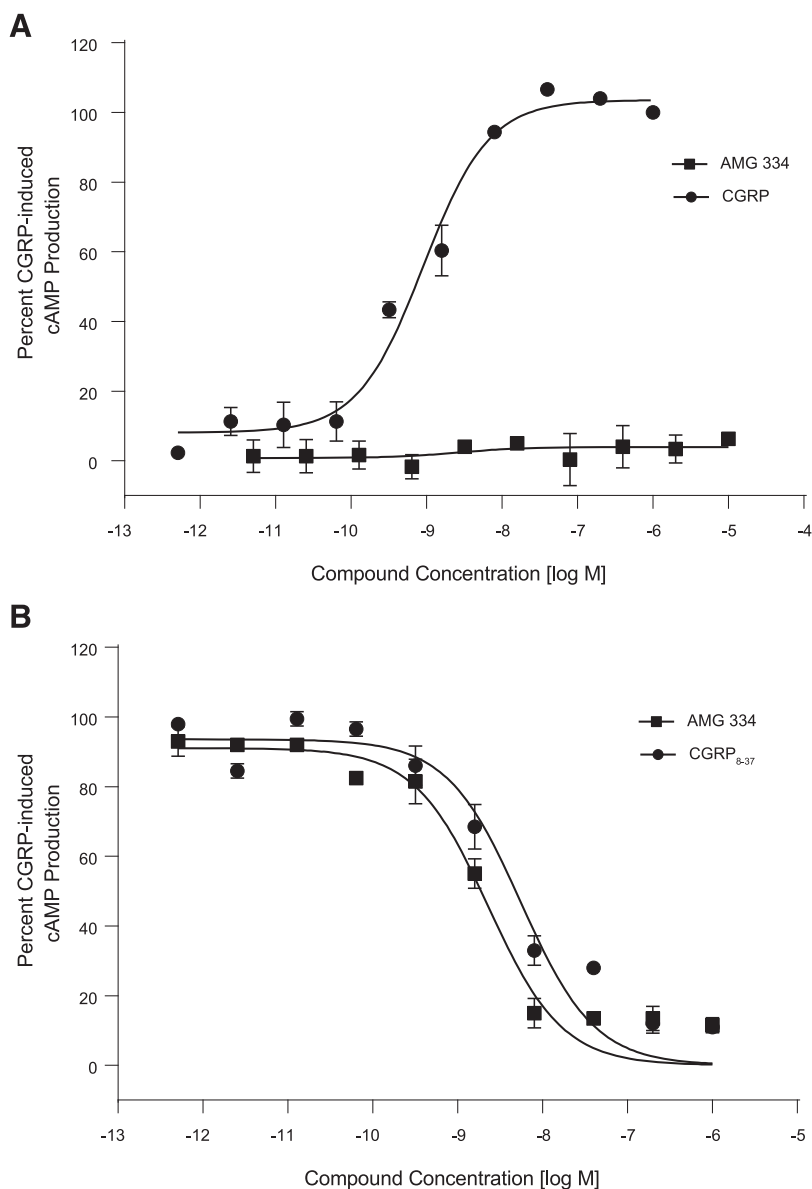 A
120
100
80
60
40
20
0
Percent CGRP-induced
cAMP Production
AMG 334
CGRP
-13 -12 -11 -10 -9 -8 -7 -6 -5 -4
Compound Concentration [log M]
B
120
100
80
60
40
20
0
Percent CGRP-induced
cAMP Production
AMG 334
CGRP8-37
-13 -12 -11 -10 -9 -8 -7 -6 -5
Compound Concentration [log M]